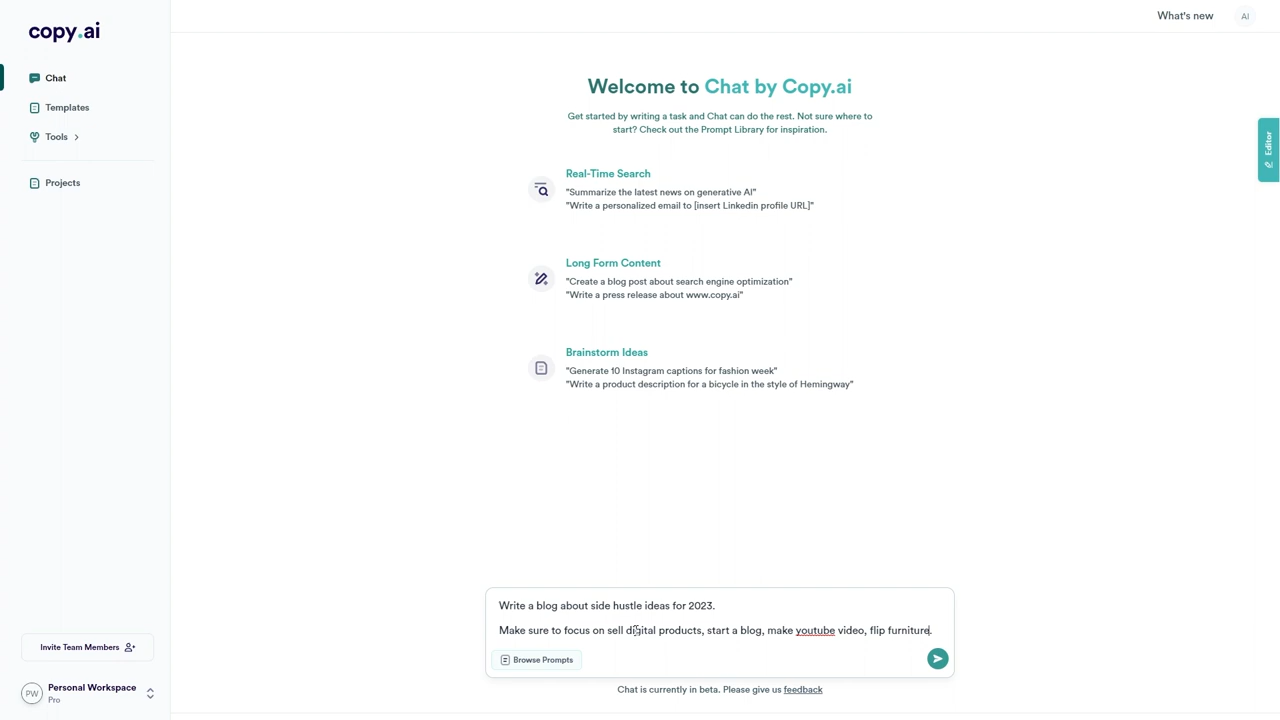 copy.ai
What's new
AI
Chat
Templates
Tools
Projects
Welcome to Chat by Copy.ai
Get started by writing a task and Chat can do the rest. Not sure where to
start? Check out the Prompt Library for inspiration.
Editor
Real-Time Search
"Summarize the latest news on generative AI"
"Write a personalized email to [insert Linkedin profile URL]"
Long Form Content
"Create a blog post about search engine optimization"
"Write a press release about www.copy.ai"
Brainstorm Ideas
"Generate 10 Instagram captions for fashion week"
"Write a product description for a bicycle in the style of Hemingway"
Write a blog about side hustle ideas for 2023.
Make sure to focus on sell digital products, start a blog, make youtube video, flip furniture.
Browse Prompts
Chat is currently in beta. Please give us feedback
Invite Team Members
PW
Personal Workspace
Pro